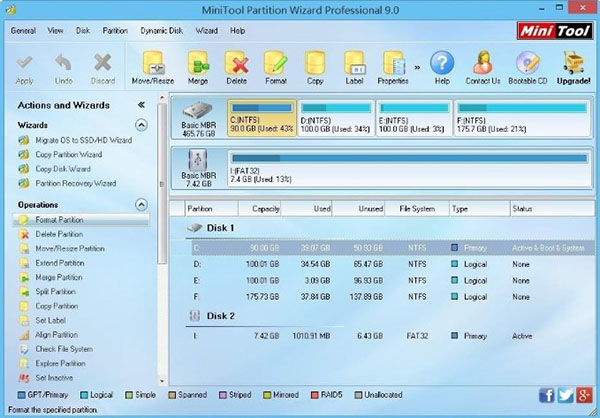 MiniTool Partition Wizard Professional 9.0
General View Disk Partition Dynamic Disk Wizard Help
Mini Tool
Apply Undo Discard Move/Resize Merge Delete Format Copy Label Properties » Help Contact Us Bootable CD Upgrade!
Actions and Wizards «
Wizards
Migrate OS to SSD/HD Wizard
Copy Partition Wizard
Copy Disk Wizard
Partition Recovery Wizard
Operations
Format Partition
Delete Partition
Move/Resize Partition
Extend Partition
Merge Partition
Split Partition
Copy Partition
Set Label
Align Partition
Check File System
Explore Partition
Set Inactive
Basic MBR
465.76 GB
C:(NTFS)
90.0 GB (Used: 43%
D:(NTFS)
100.0 GB (Used: 34%)
E:(NTFS)
100.0 GB (Used: 3%)
F:(NTFS)
175.7 GB (Used: 21%)
Basic MBR
7.42 GB
I:(FAT32)
7.4 GB (Used: 13%)
Partition Capacity Used Unused File System Type Status
Disk 1
C: 90.00 GB 39.07 GB 50.93 GB NTFS Primary Active & Boot & System
D: 100.01 GB 34.54 GB 65.47 GB NTFS Logical None
E: 100.01 GB 3.09 GB 96.93 GB NTFS Logical None
F: 175.73 GB 37.84 GB 137.89 GB NTFS Logical None
Disk 2
I: 7.42 GB 1010.91 MB 6.43 GB FAT32 Primary Active
GPT/Primary Logical Simple Spanned Striped Mirrored RAID5 Unallocated
Format the specified partition.